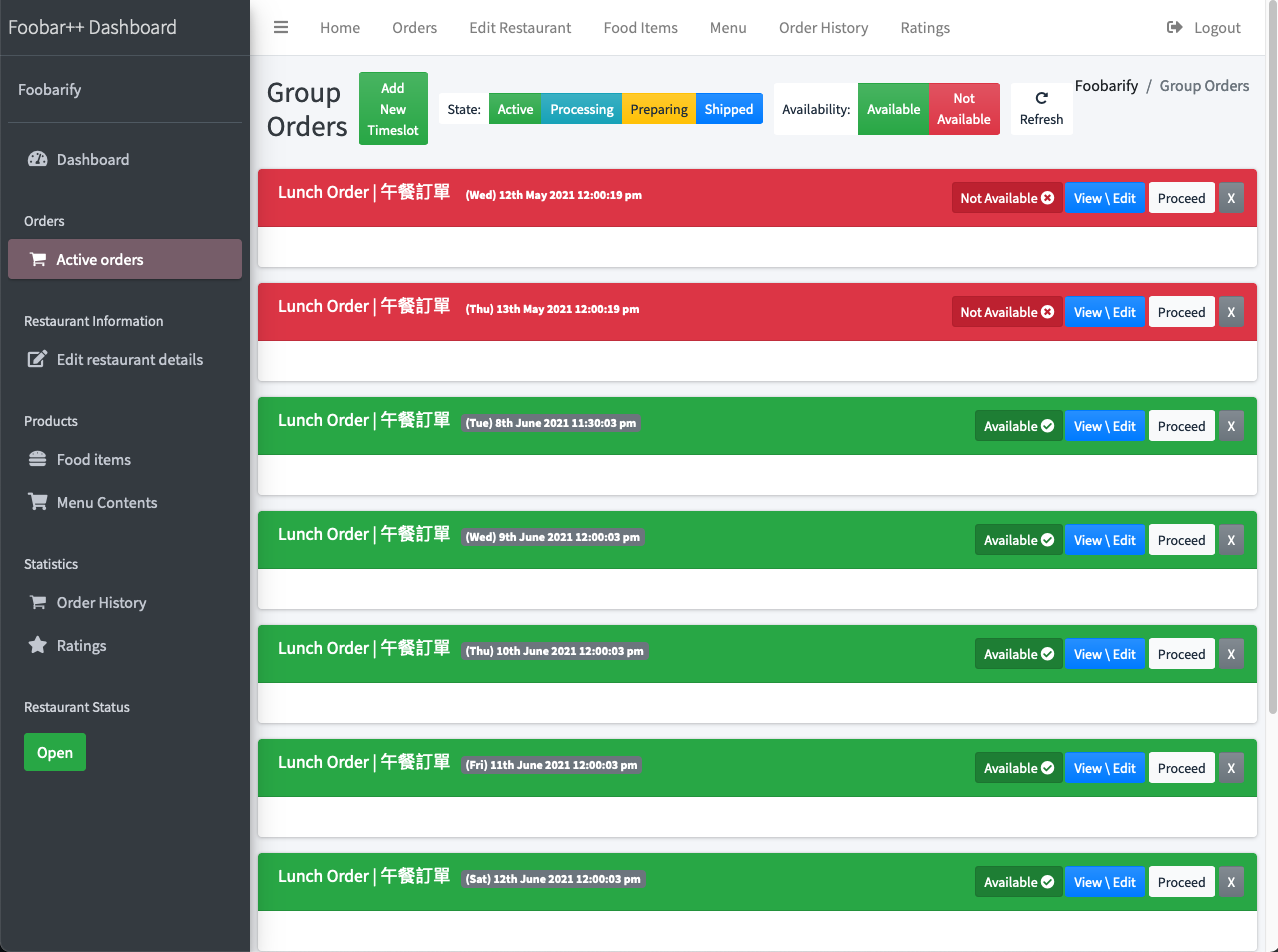 Foobar++ Dashboard
Home Orders Edit Restaurant Food Items Menu Order History Ratings Logout
Foobarify
Dashboard
Orders
Active orders
Restaurant Information
Edit restaurant details
Products
Food items
Menu Contents
Statistics
Order History
Ratings
Restaurant Status
Open
Group
Orders
Add
New
Timeslot
State: Active Processing Preparing Shipped
Availability: Available Not
Available
Refresh
Foobarify / Group Orders
Lunch Order | 午餐訂單 (Wed) 12th May 2021 12:00:19 pm Not Available View \ Edit Proceed X
Lunch Order | 午餐訂單 (Thu) 13th May 2021 12:00:19 pm Not Available View \ Edit Proceed X
Lunch Order | 午餐訂單 (Tue) 8th June 2021 11:30:03 pm Available View \ Edit Proceed X
Lunch Order | 午餐訂單 (Wed) 9th June 2021 12:00:03 pm Available View \ Edit Proceed X
Lunch Order | 午餐訂單 (Thu) 10th June 2021 12:00:03 pm Available View \ Edit Proceed X
Lunch Order | 午餐訂單 (Fri) 11th June 2021 12:00:03 pm Available View \ Edit Proceed X
Lunch Order | 午餐訂單 (Sat) 12th June 2021 12:00:03 pm Available View \ Edit Proceed X